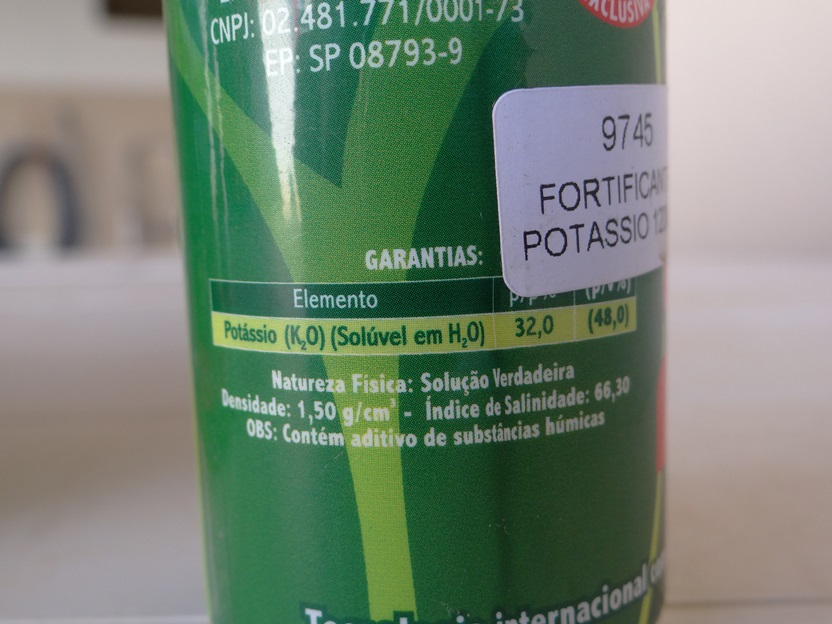 CNPJ: 02.481.771/0001-73
EP: SP 08793-9
EXCLUSIVA
9745
POTASSIO
GARANTIAS:
Elemento p/p% (p/v%)
Potássio (K₂O) (Solúvel em H₂O) 32,0 (48,0)
Natureza Física: Solução Verdadeira
Densidade: 1,50 g/cm³ - Índice de Salinidade: 66,30
OBS: Contém aditivo de substâncias húmicas
internacional